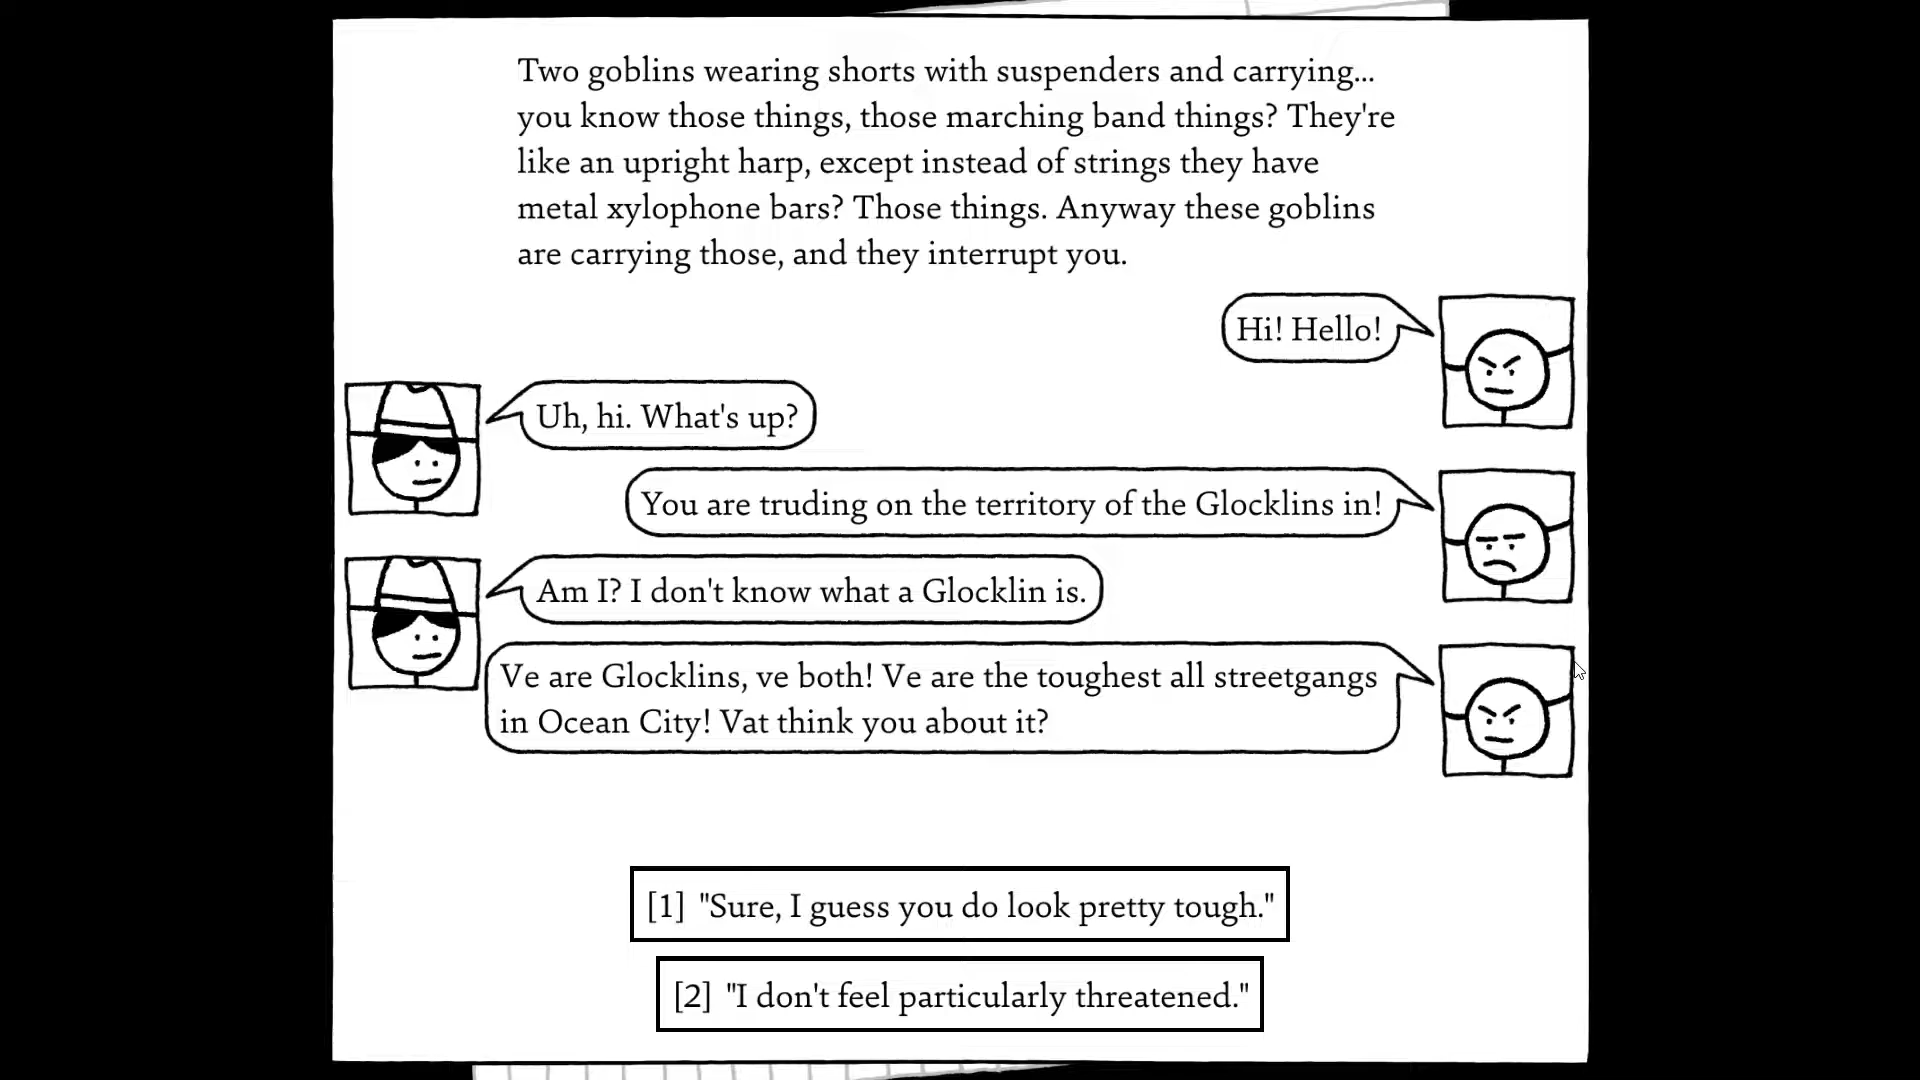 Two goblins wearing shorts with suspenders and carrying...
you know those things, those marching band things? They're
like an upright harp, except instead of strings they have
metal xylophone bars? Those things. Anyway these goblins
are carrying those, and they interrupt you.
Hi! Hello!
Uh, hi. What's up?
You are truding on the territory of the Glocklins in!
Am I? I don't know what a Glocklin is.
Ve are Glocklins, ve both! Ve are the toughest all streetgangs
in Ocean City! Vat think you about it?
[1] "Sure, I guess you do look pretty tough."
[2] "I don't feel particularly threatened."